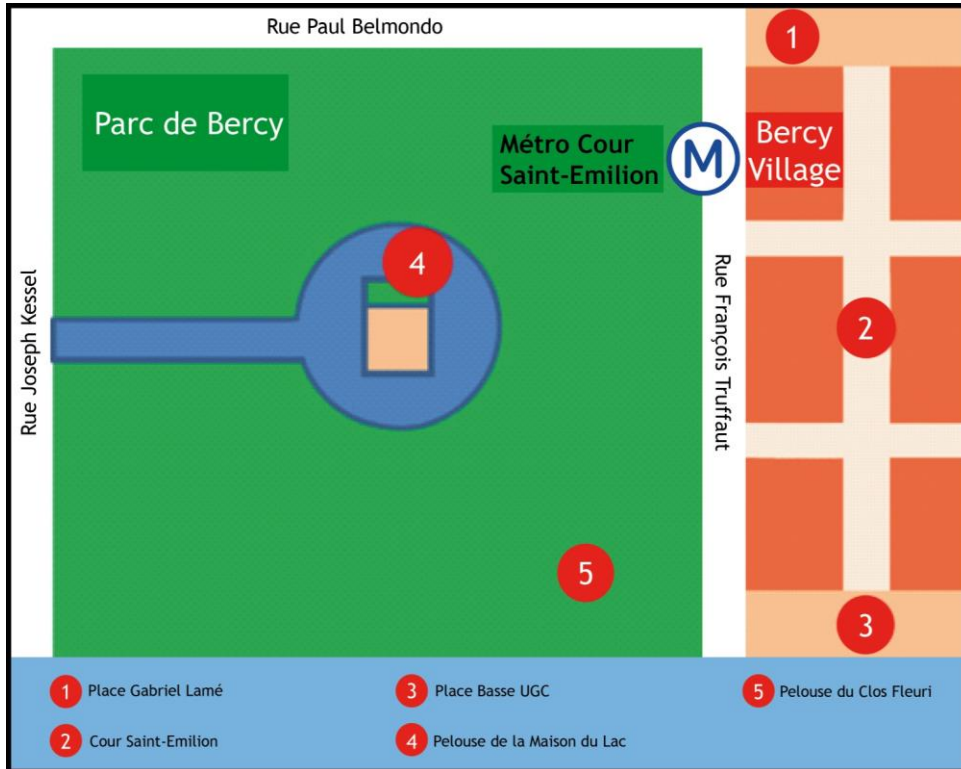 Rue Paul Belmondo
1
Parc de Bercy
Métro Cour
Saint-Emilion
M
Bercy
Village
4
Rue Joseph Kessel
Rue François Truffaut
2
5
3
1 Place Gabriel Lamé
3 Place Basse UGC
5 Pelouse du Clos Fleuri
2 Cour Saint-Emilion
4 Pelouse de la Maison du Lac